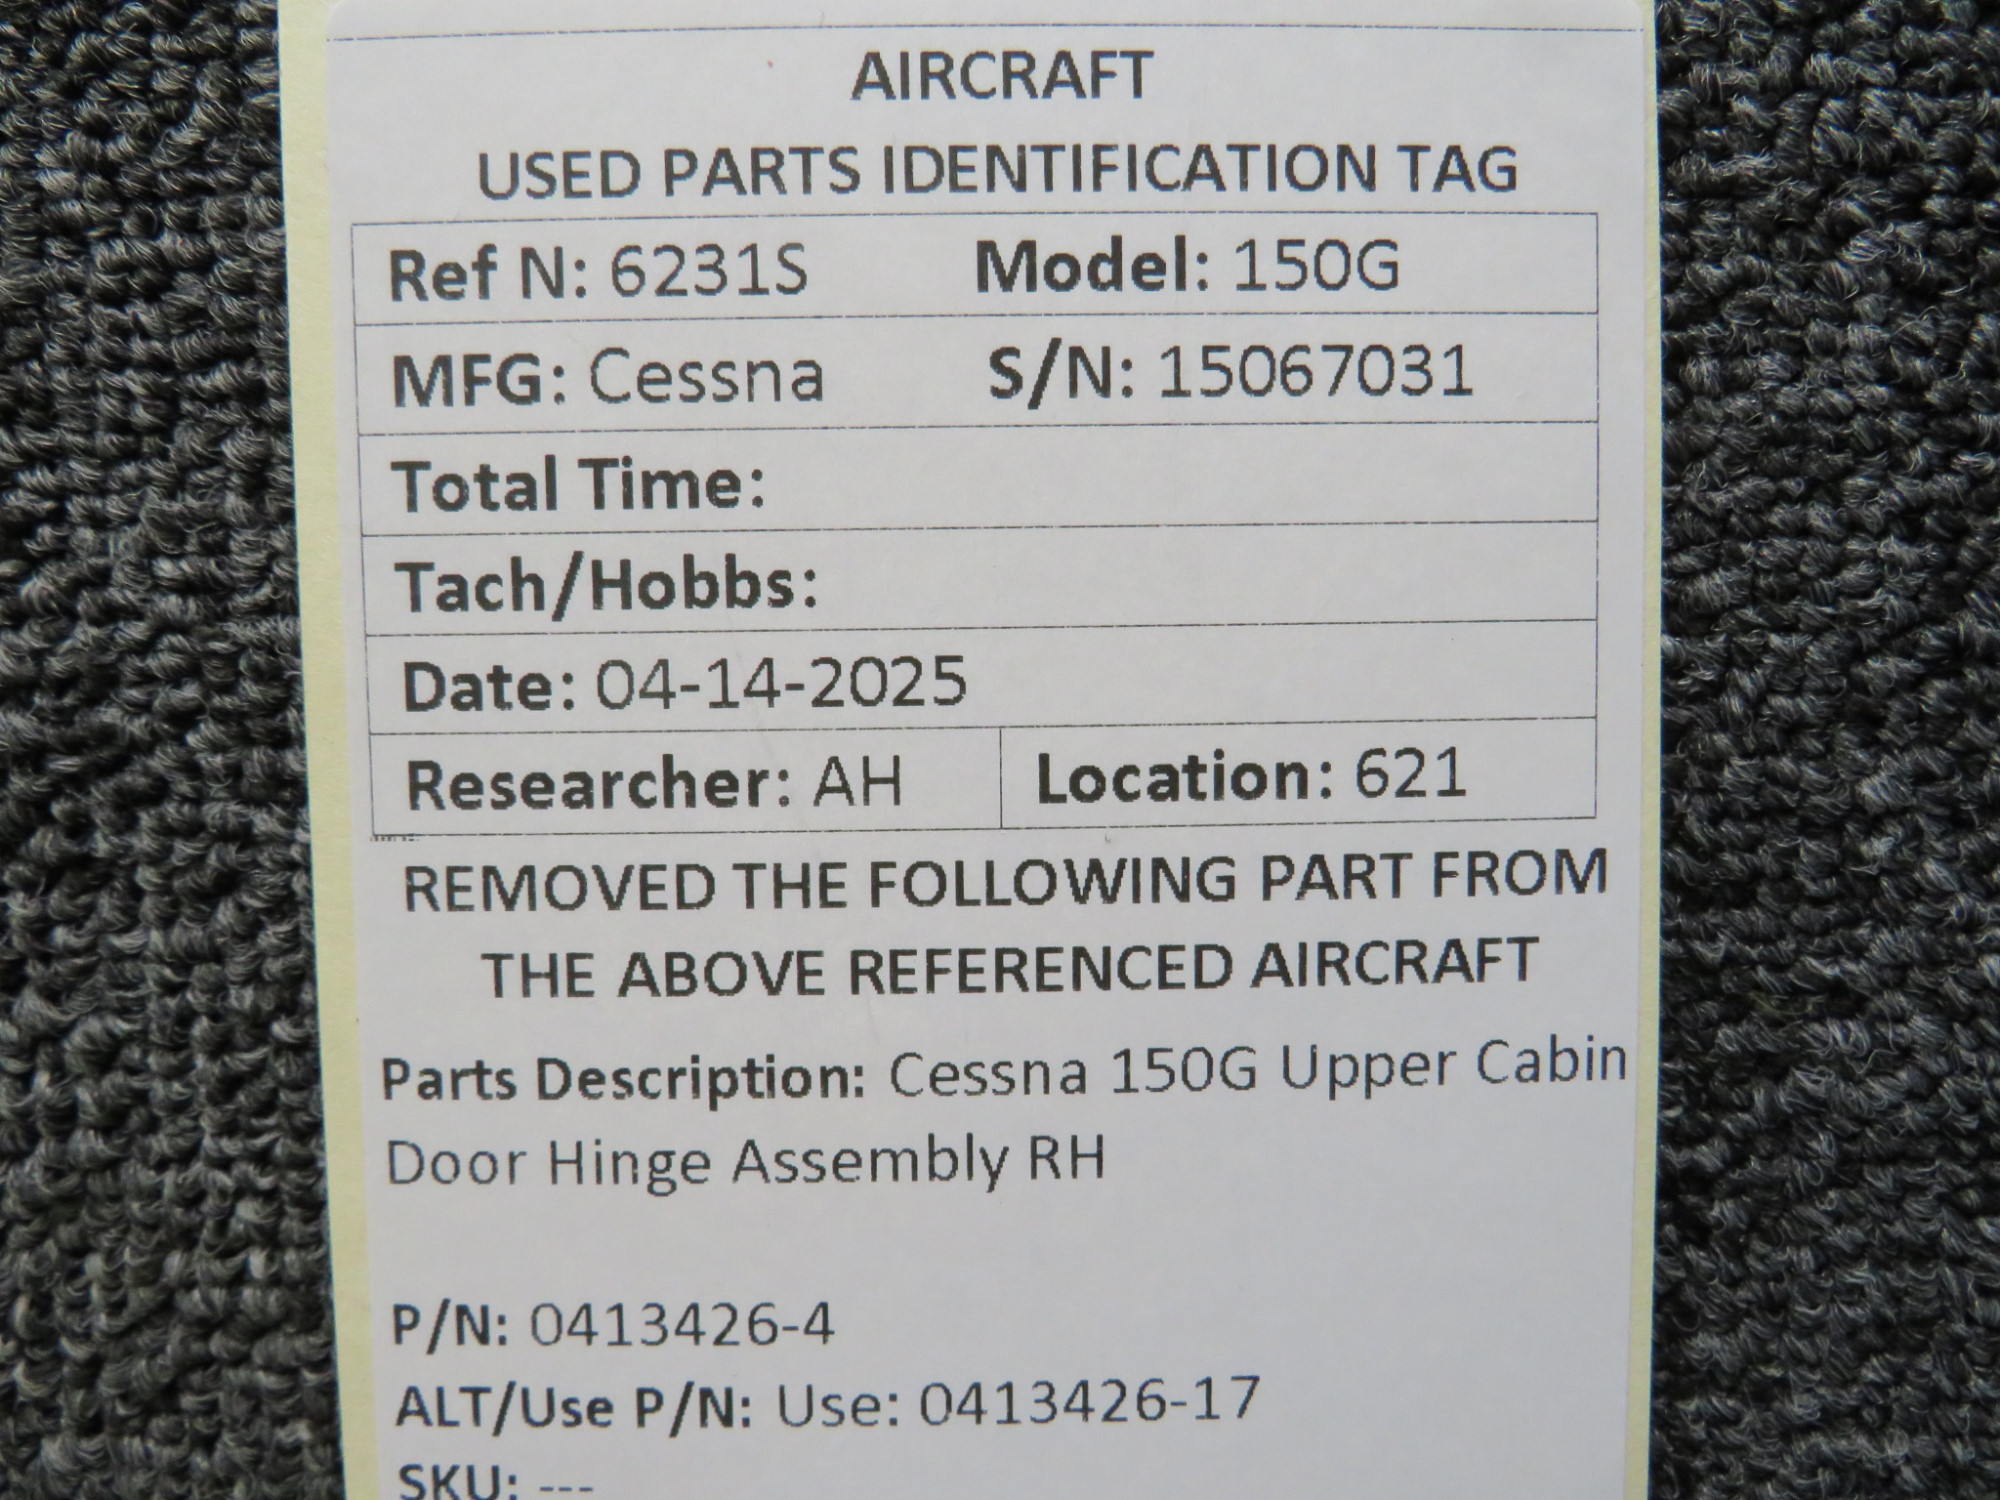 AIRCRAFT
USED PARTS IDENTIFICATION TAG
Ref N: 6231S Model: 150G
MFG: Cessna S/N: 15067031
Total Time:
Tach/Hobbs:
Date: 04-14-2025
Researcher: AH Location: 621
REMOVED THE FOLLOWING PART FROM
THE ABOVE REFERENCED AIRCRAFT
Parts Description: Cessna 150G Upper Cabin
Door Hinge Assembly RH
P/N: 0413426-4
ALT/Use P/N: Use: 0413426-17
SKU: ---